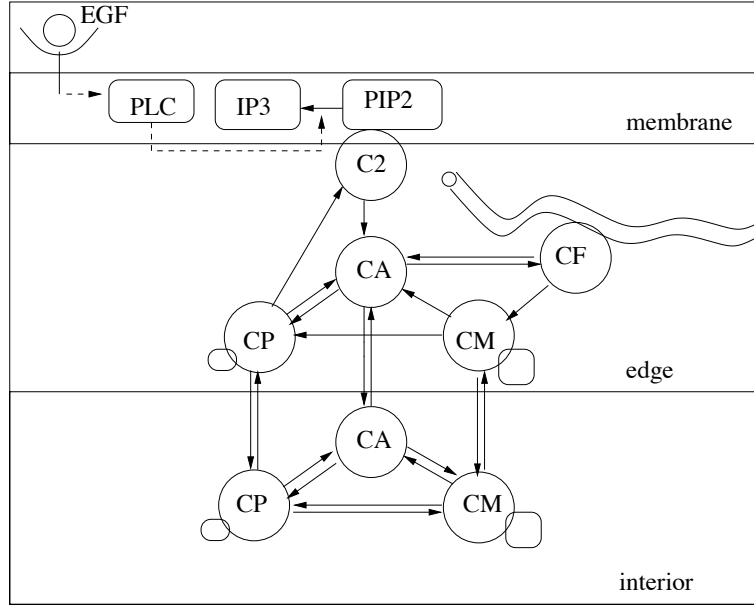 EGF
PLC
IP3
PIP2
membrane
C2
CA
CF
CP
CM
edge
CA
CP
CM
interior